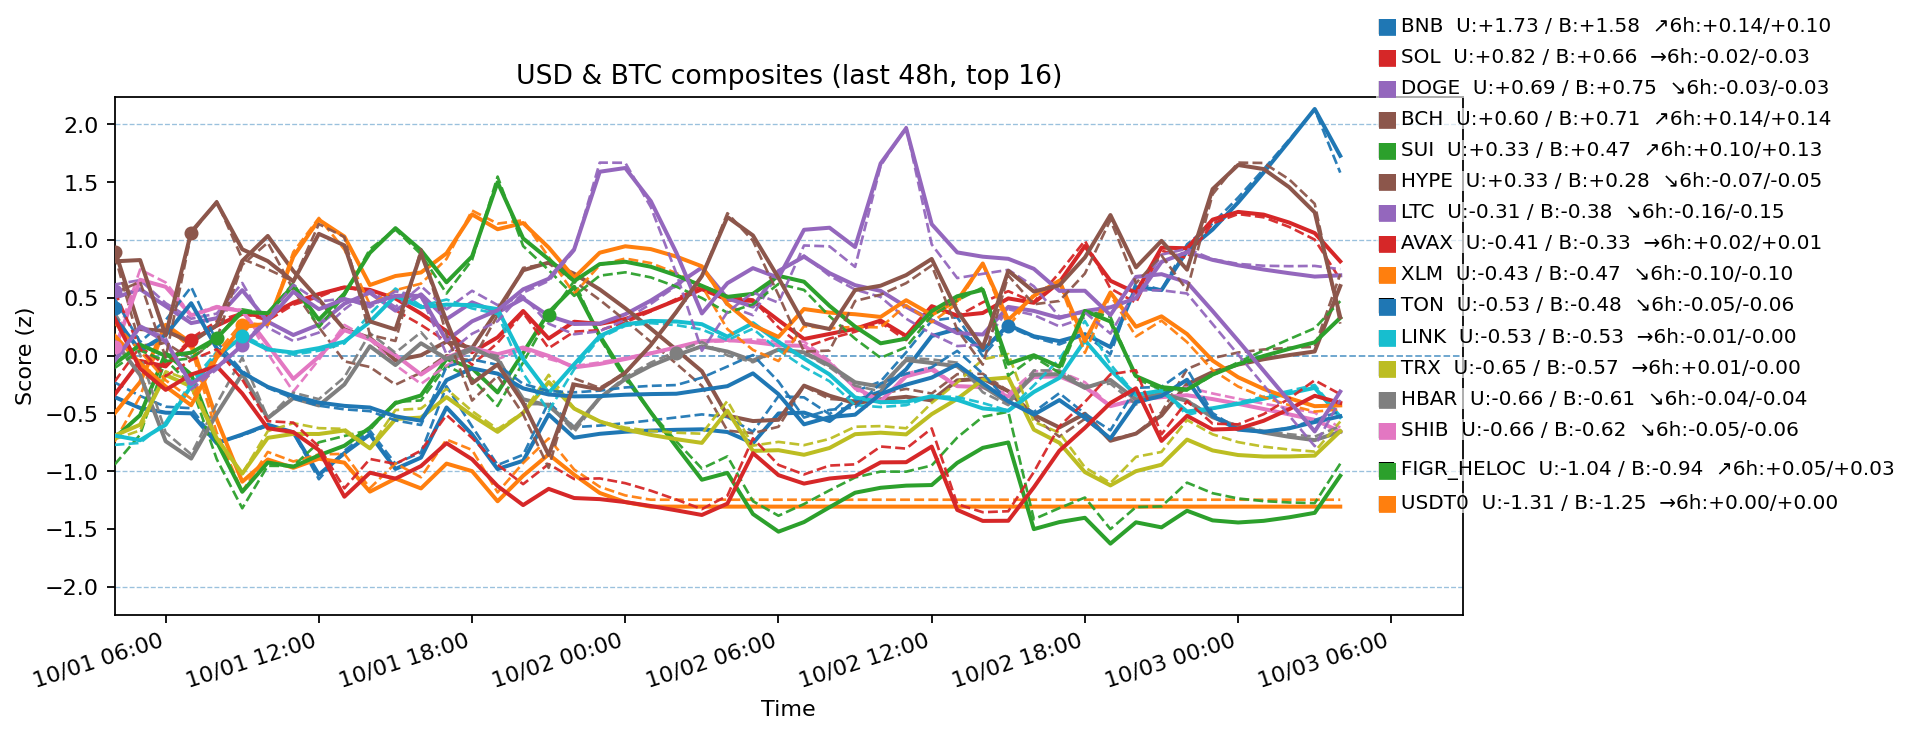 USD & BTC composites (last 48h, top 16)
BNB U:+1.73 / B:+1.58 ↗6h:+0.14/+0.10
SOL U:+0.82 / B:+0.66 →6h:-0.02/-0.03
DOGE U:+0.69 / B:+0.75 ↘6h:-0.03/-0.03
BCH U:+0.60 / B:+0.71 ↗6h:+0.14/+0.14
SUI U:+0.33 / B:+0.47 ↗6h:+0.10/+0.13
HYPE U:+0.33 / B:+0.28 ↘6h:-0.07/-0.05
LTC U:-0.31 / B:-0.38 ↘6h:-0.16/-0.15
AVAX U:-0.41 / B:-0.33 →6h:+0.02/+0.01
XLM U:-0.43 / B:-0.47 ↘6h:-0.10/-0.10
TON U:-0.53 / B:-0.48 ↘6h:-0.05/-0.06
LINK U:-0.53 / B:-0.53 →6h:-0.01/-0.00
TRX U:-0.65 / B:-0.57 →6h:+0.01/-0.00
HBAR U:-0.66 / B:-0.61 ↘6h:-0.04/-0.04
SHIB U:-0.66 / B:-0.62 ↘6h:-0.05/-0.06
FIGR_HELOC U:-1.04 / B:-0.94 ↗6h:+0.05/+0.03
USDT0 U:-1.31 / B:-1.25 →6h:+0.00/+0.00
Score (z)
2.0
1.5
1.0
0.5
0.0
−0.5
−1.0
−1.5
−2.0
10/01 06:00
10/01 12:00
10/01 18:00
10/02 00:00
10/02 06:00
10/02 12:00
10/02 18:00
10/03 00:00
10/03 06:00
Time